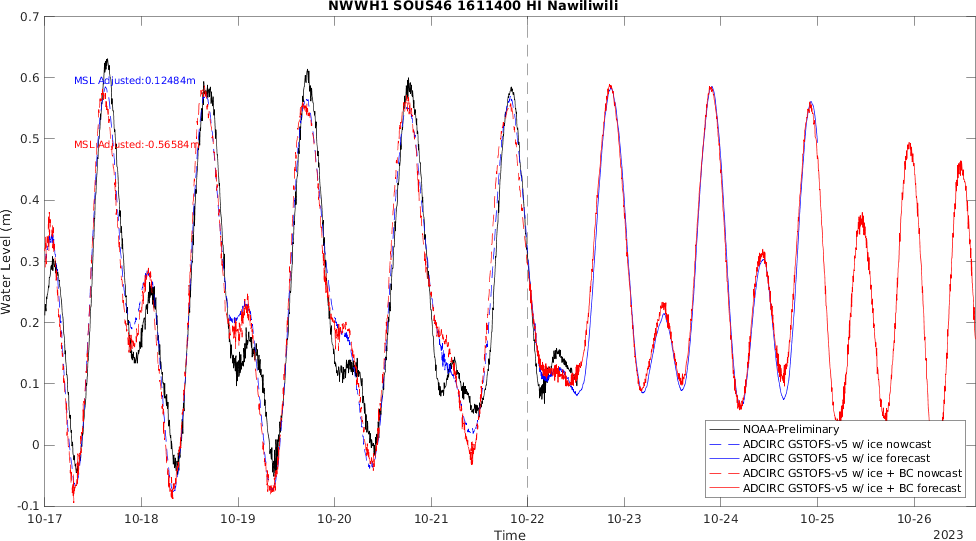 NWWH1 SOUS46 1611400 HI Nawiliwili
0.7
0.6
0.5
0.4
0.3
0.2
0.1
0
-0.1
Water Level (m)
MSL Adjusted:0.12484m
MSL Adjusted:-0.56584m
NOAA-Preliminary
ADCIRC GSTOFS-v5 w/ ice nowcast
ADCIRC GSTOFS-v5 w/ ice forecast
ADCIRC GSTOFS-v5 w/ ice + BC nowcast
ADCIRC GSTOFS-v5 w/ ice + BC forecast
10-17 10-18 10-19 10-20 10-21 10-22 10-23 10-24 10-25 10-26
Time
2023